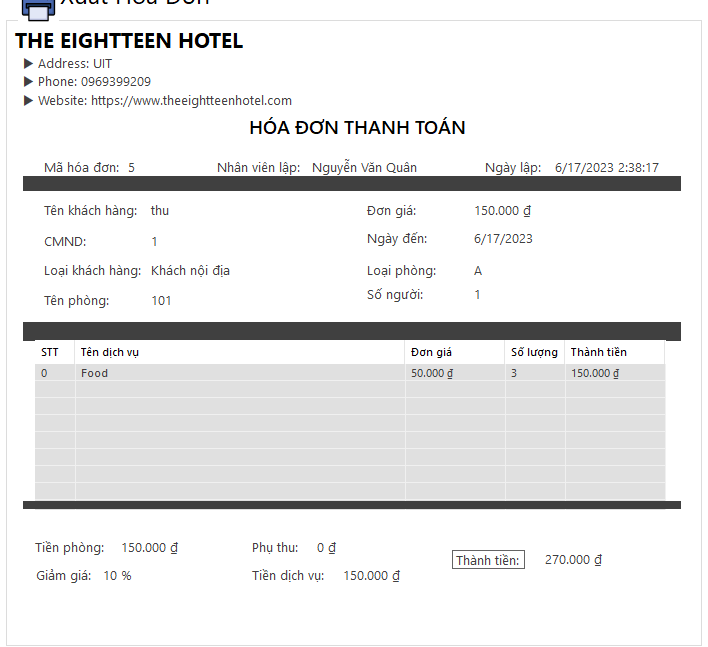 Xuất Hóa Đơn
THE EIGHTTEEN HOTEL
▶ Address: UIT
▶ Phone: 0969399209
▶ Website: https://www.theeightteenhotel.com
HÓA ĐƠN THANH TOÁN
Mã hóa đơn: 5 Nhân viên lập: Nguyễn Văn Quân Ngày lập: 6/17/2023 2:38:17
Tên khách hàng: thu Đơn giá: 150.000 ₫
CMND: 1 Ngày đến: 6/17/2023
Loại khách hàng: Khách nội địa Loại phòng: A
Tên phòng: 101 Số người: 1
STT Tên dịch vụ Đơn giá Số lượng Thành tiền
0 Food 50.000 ₫ 3 150.000 ₫
Tiền phòng: 150.000 ₫ Phụ thu: 0 ₫ Thành tiền: 270.000 ₫
Giảm giá: 10 % Tiền dịch vụ: 150.000 ₫